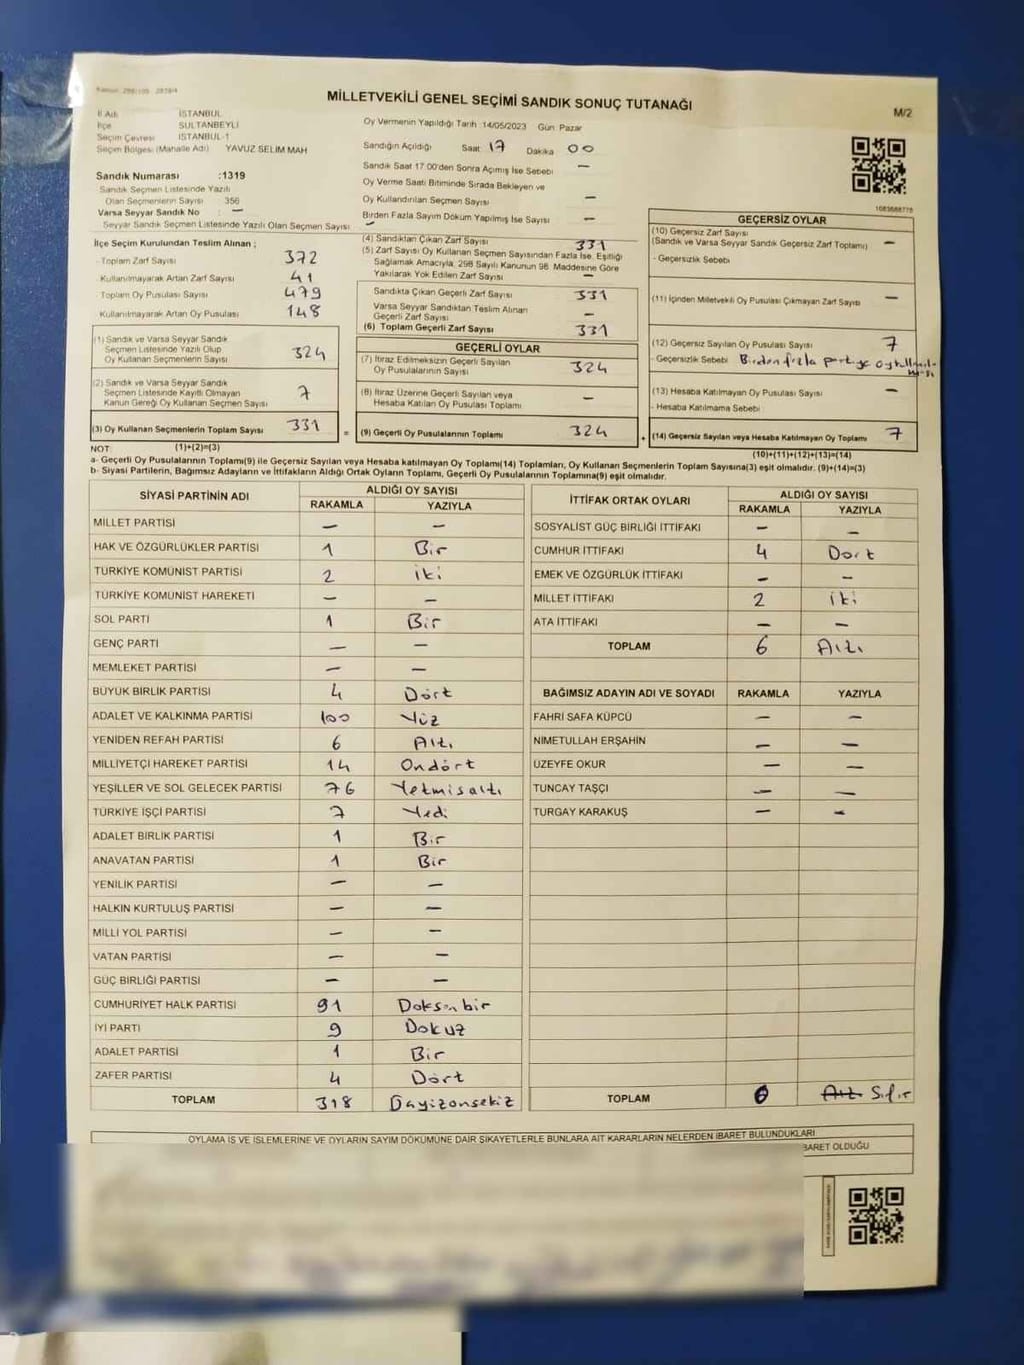 MİLLETVEKİLİ GENEL SEÇİMİ SANDIK SONUÇ TUTANAĞI
M/2
İl Adı İSTANBUL
İlçe SULTANBEYLİ
Seçim Çevresi İSTANBUL-1
Seçim Bölgesi (Mahalle Adı) YAVUZ SELİM MAH
Sandık Numarası :1319
Sandık Seçmen Listesinde Yazılı
Olan Seçmenlerin Sayısı 356
Varsa Seyyar Sandık No : —
Seyyar Sandık Seçmen Listesinde Yazılı Olan Seçmen Sayısı —
Oy Vermenin Yapıldığı Tarih :14/05/2023 Gün: Pazar
Sandığın Açıldığı Saat 17 Dakika 00
Sandık Saat 17:00'den Sonra Açılmış İse Sebebi —
Oy Verme Saati Bitiminde Sırada Bekleyen ve
Oy Kullandırılan Seçmen Sayısı —
Birden Fazla Sayım Döküm Yapılmış İse Sayısı —
1083688778
İlçe Seçim Kurulundan Teslim Alınan ;
- Toplam Zarf Sayısı 372
Kullanılmayarak Artan Zarf Sayısı 41
Toplam Oy Pusulası Sayısı 479
Kullanılmayarak Artan Oy Pusulası 148
(4) Sandıktan Çıkan Zarf Sayısı 331
(5) Zarf Sayısı Oy Kullanan Seçmen Sayısından Fazla İse, Eşitliği
Sağlamak Amacıyla, 298 Sayılı Kanunun 98. Maddesine Göre
Yakılarak Yok Edilen Zarf Sayısı —
Sandıkta Çıkan Geçerli Zarf Sayısı 331
Varsa Seyyar Sandıktan Teslim Alınan
Geçerli Zarf Sayısı —
(6) Toplam Geçerli Zarf Sayısı 331
GEÇERSİZ OYLAR
(10) Geçersiz Zarf Sayısı
(Sandık ve Varsa Seyyar Sandık Geçersiz Zarf Toplamı) —
- Geçersizlik Sebebi
(11) İçinden Milletvekili Oy Pusulası Çıkmayan Zarf Sayısı —
(12) Geçersiz Sayılan Oy Pusulası Sayısı 7
- Geçersizlik Sebebi Birden fazla partiye
(13) Hesaba Katılmayan Oy Pusulası Sayısı —
- Hesaba Katılmama Sebebi
(14) Geçersiz Sayılan veya Hesaba Katılmayan Oy Toplamı 7
(10)+(11)+(12)+(13)=(14)
(1) Sandık ve Varsa Seyyar Sandık
Seçmen Listesinde Yazılı Olup
Oy Kullanan Seçmenlerin Sayısı 324
(2) Sandık ve Varsa Seyyar Sandık
Seçmen Listesinde Kayıtlı Olmayan
Kanun Gereği Oy Kullanan Seçmen Sayısı 7
(3) Oy Kullanan Seçmenlerin Toplam Sayısı 331
GEÇERLİ OYLAR
(7) İtiraz Edilmeksizin Geçerli Sayılan
Oy Pusulalarının Sayısı 324
(8) İtiraz Üzerine Geçerli Sayılan veya
Hesaba Katılan Oy Pusulası Toplamı —
= (9) Geçerli Oy Pusulalarının Toplamı 324 +
NOT: (1)+(2)=(3)
a- Geçerli Oy Pusulalarının Toplamı(9) ile Geçersiz Sayılan veya Hesaba katılmayan Oy Toplamı(14) Toplamları, Oy Kullanan Seçmenlerin Toplam Sayısına(3) eşit olmalıdır. (9)+(14)=(3)
b- Siyasi Partilerin, Bağımsız Adayların ve İttifakların Aldığı Ortak Oyların Toplamı, Geçerli Oy Pusulalarının Toplamına(9) eşit olmalıdır.
SİYASİ PARTİNİN ADI ALDIĞI OY SAYISI
RAKAMLA YAZIYLA
MİLLET PARTİSİ — —
HAK VE ÖZGÜRLÜKLER PARTİSİ 1 Bir
TÜRKİYE KOMÜNİST PARTİSİ 2 iki
TÜRKİYE KOMÜNİST HAREKETİ — —
SOL PARTİ 1 Bir
GENÇ PARTİ — —
MEMLEKET PARTİSİ — —
BÜYÜK BİRLİK PARTİSİ 4 Dört
ADALET VE KALKINMA PARTİSİ 100 Yüz
YENİDEN REFAH PARTİSİ 6 Altı
MİLLİYETÇİ HAREKET PARTİSİ 14 Ondört
YEŞİLLER VE SOL GELECEK PARTİSİ 76 Yetmisaltı
TÜRKİYE İŞÇİ PARTİSİ 7 Yedi
ADALET BİRLİK PARTİSİ 1 Bir
ANAVATAN PARTİSİ 1 Bir
YENİLİK PARTİSİ — —
HALKIN KURTULUŞ PARTİSİ — —
MİLLİ YOL PARTİSİ — —
VATAN PARTİSİ — —
GÜÇ BİRLİĞİ PARTİSİ — —
CUMHURİYET HALK PARTİSİ 91 Doksanbir
İYİ PARTİ 9 Dokuz
ADALET PARTİSİ 1 Bir
ZAFER PARTİSİ 4 Dört
TOPLAM 318 Üçyüzonsekiz
İTTİFAK ORTAK OYLARI ALDIĞI OY SAYISI
RAKAMLA YAZIYLA
SOSYALİST GÜÇ BİRLİĞİ İTTİFAKI — —
CUMHUR İTTİFAKI 4 Dört
EMEK VE ÖZGÜRLÜK İTTİFAKI — —
MİLLET İTTİFAKI 2 iki
ATA İTTİFAKI — —
TOPLAM 6 Altı
BAĞIMSIZ ADAYIN ADI VE SOYADI RAKAMLA YAZIYLA
FAHRİ SAFA KÜPCÜ — —
NİMETULLAH ERŞAHİN — —
ÜZEYFE OKUR — —
TUNCAY TAŞÇI — —
TURGAY KARAKUŞ — —
TOPLAM 0 Sıfır
OYLAMA İŞ VE İŞLEMLERİNE VE OYLARIN SAYIM DÖKÜMÜNE DAİR ŞİKAYETLERLE BUNLARA AİT KARARLARIN NELERDEN İBARET BULUNDUKLARI
BARET OLDUĞU